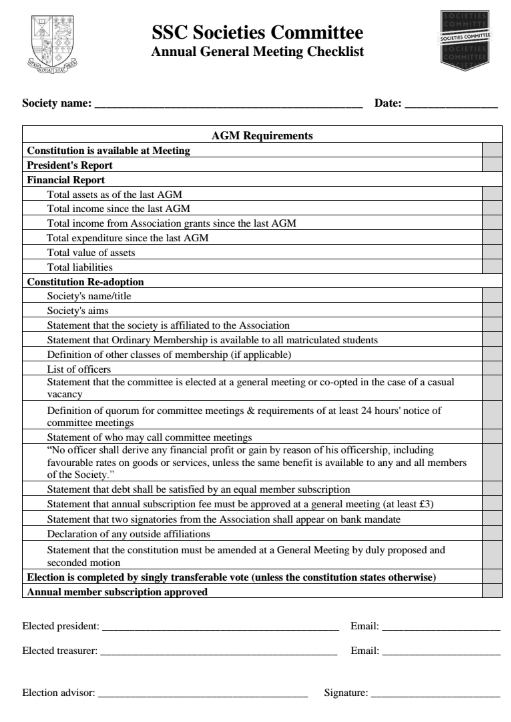 SSC Societies Committee
Annual General Meeting Checklist
SOCIETIES
COMMITTEE
SOCIETIES COMMITTEE
SOCIETIES
COMMITTEE
Society name: Date:
AGM Requirements
Constitution is available at Meeting
President's Report
Financial Report
Total assets as of the last AGM
Total income since the last AGM
Total income from Association grants since the last AGM
Total expenditure since the last AGM
Total value of assets
Total liabilities
Constitution Re-adoption
Society's name/title
Society's aims
Statement that the society is affiliated to the Association
Statement that Ordinary Membership is available to all matriculated students
Definition of other classes of membership (if applicable)
List of officers
Statement that the committee is elected at a general meeting or co-opted in the case of a casual
vacancy
Definition of quorum for committee meetings & requirements of at least 24 hours' notice of
committee meetings
Statement of who may call committee meetings
“No officer shall derive any financial profit or gain by reason of his officership, including
favourable rates on goods or services, unless the same benefit is available to any and all members
of the Society.”
Statement that debt shall be satisfied by an equal member subscription
Statement that annual subscription fee must be approved at a general meeting (at least £3)
Statement that two signatories from the Association shall appear on bank mandate
Declaration of any outside affiliations
Statement that the constitution must be amended at a General Meeting by duly proposed and
seconded motion
Election is completed by singly transferable vote (unless the constitution states otherwise)
Annual member subscription approved
Elected president: Email:
Elected treasurer: Email:
Election advisor: Signature: